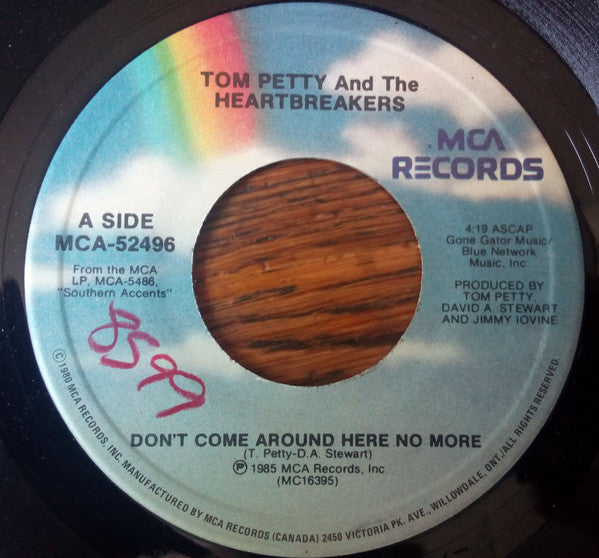 TOM PETTY And The
HEARTBREAKERS
MCA
RECORDS
A SIDE
MCA-52496
From the MCA
LP, MCA-5486,
"Southern Accents"
4:19 ASCAP
Gone Gator Music/
Blue Network
Music, Inc.
PRODUCED BY
TOM PETTY,
DAVID A. STEWART
AND JIMMY IOVINE
8599
DON'T COME AROUND HERE NO MORE
(T. Petty-D.A. Stewart)
℗ 1985 MCA Records, Inc.
(MC16395)
©1980 MCA RECORDS, INC. MANUFACTURED BY MCA RECORDS (CANADA) 2450 VICTORIA PK. AVE., WILLOWDALE, ONT./ALL RIGHTS RESERVED.